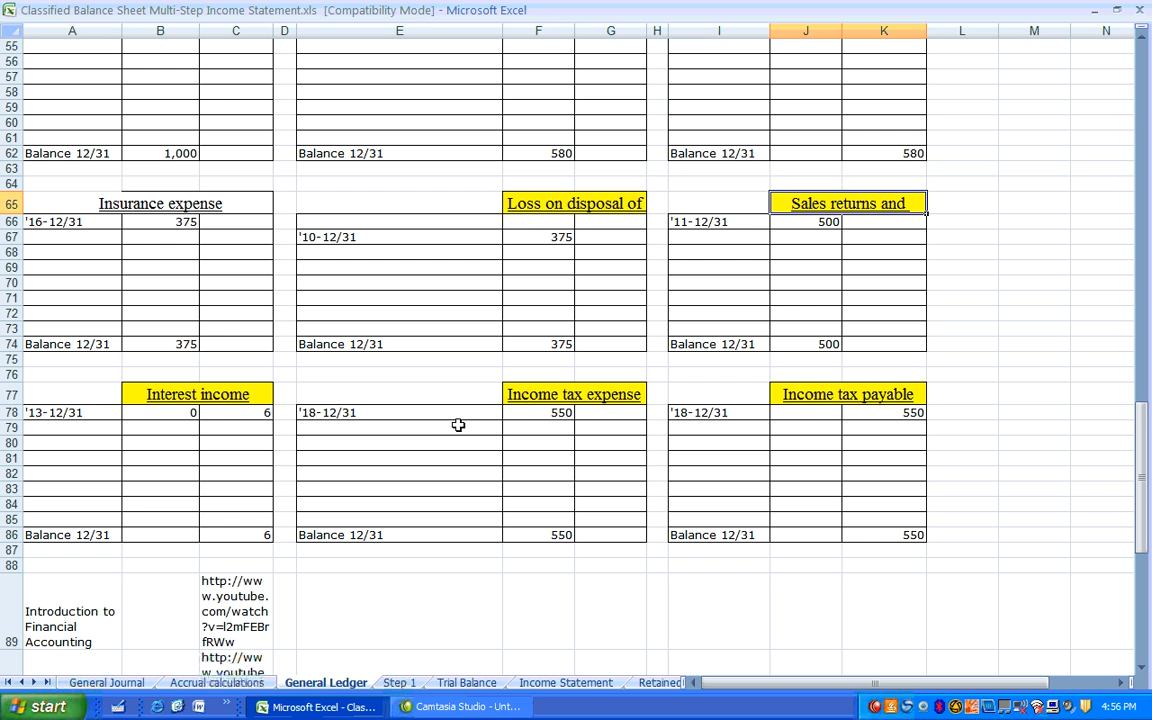 Classified Balance Sheet Multi-Step Income Statement.xls [Compatibility Mode] - Microsoft Excel
A B C D E F G H I J K L M N
55
56
57
58
59
60
61
62 Balance 12/31 1,000 Balance 12/31 580 Balance 12/31 580
63
64
65 Insurance expense Loss on disposal of Sales returns and
66 '16-12/31 375 '11-12/31 500
67 '10-12/31 375
68
69
70
71
72
73
74 Balance 12/31 375 Balance 12/31 375 Balance 12/31 500
75
76
77 Interest income Income tax expense Income tax payable
78 '13-12/31 0 6 '18-12/31 550 '18-12/31 550
79
80
81
82
83
84
85
86 Balance 12/31 6 Balance 12/31 550 Balance 12/31 550
87
88
89 Introduction to
Financial
Accounting
http://ww
w.youtube.
com/watch
?v=l2mFEBr
fRWw
http://ww
w.youtube
General Journal Accrual calculations General Ledger Step 1 Trial Balance Income Statement Retained
start Microsoft Excel - Clas... Camtasia Studio - Unt... 4:56 PM